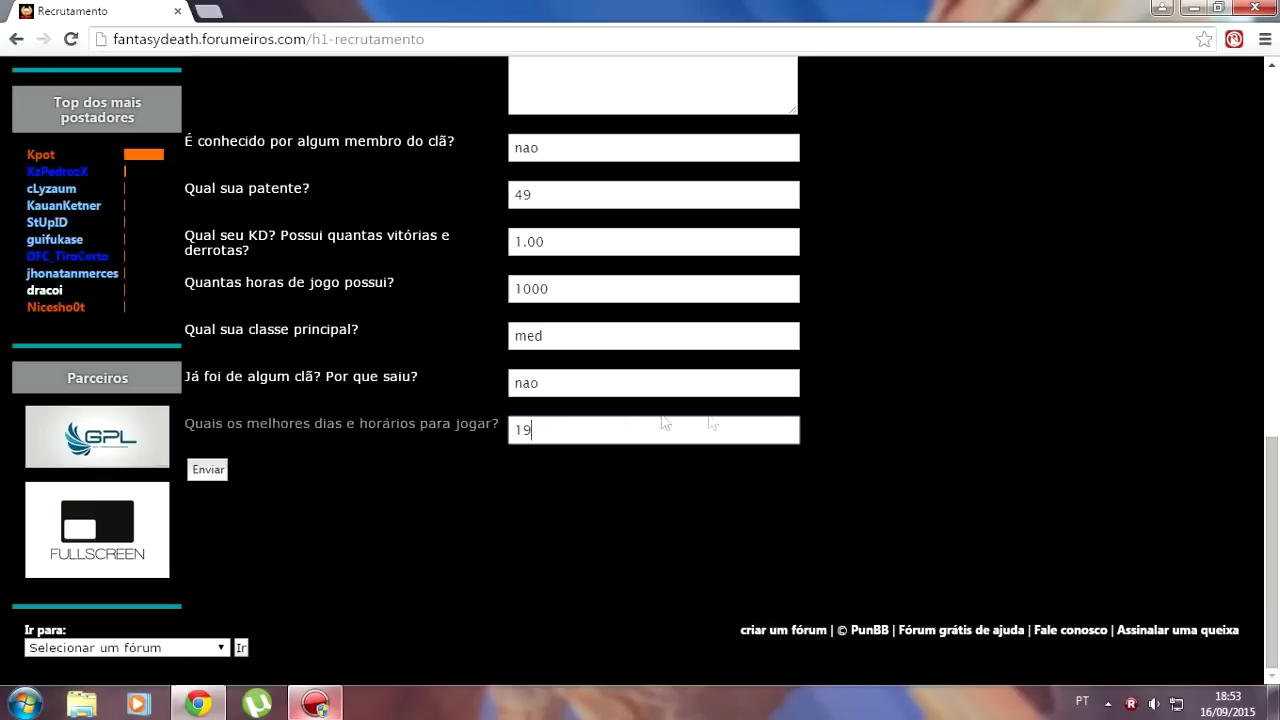 Recrutamento
fantasydeath.forumeiros.com/h1-recrutamento
Top dos mais
postadores
Kpot
XzPedrozX
cLyzaum
KauanKetner
StUpID
guifukase
DFC_TiroCerto
jhonatanmerces
dracoi
Nicesho0t
Parceiros
GPL
FULLSCREEN
É conhecido por algum membro do clã?
nao
Qual sua patente?
49
Qual seu KD? Possui quantas vitórias e
derrotas?
1.00
Quantas horas de jogo possui?
1000
Qual sua classe principal?
med
Já foi de algum clã? Por que saiu?
nao
Quais os melhores dias e horários para jogar?
19
Enviar
Ir para:
Selecionar um fórum
Ir
criar um fórum | © PunBB | Fórum grátis de ajuda | Fale conosco | Assinalar uma queixa
PT
18:53
16/09/2015